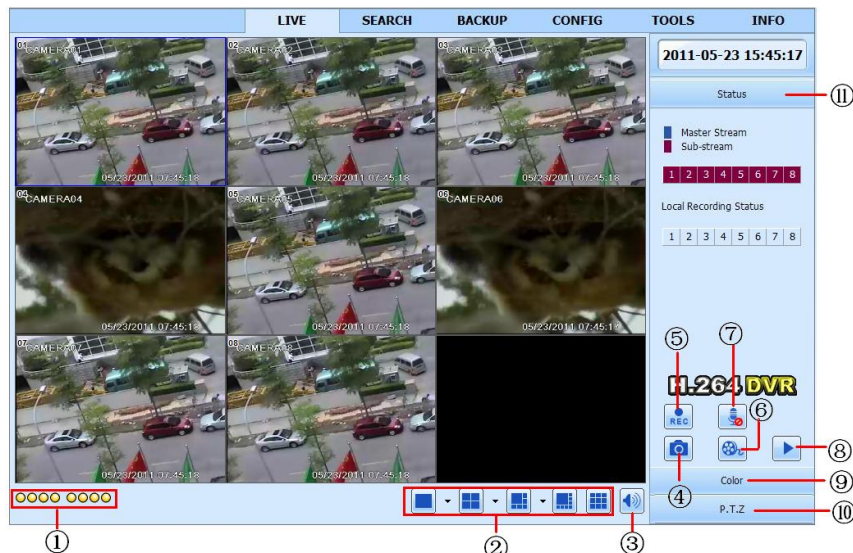 LIVE SEARCH BACKUP CONFIG TOOLS INFO
2011-05-23 15:45:17
01 CAMERA01
02 CAMERA02
03 CAMERA03
05/23/2011 07:45:18
05/23/2011 07:45:18
05/23/2011 07:45:18
04 CAMERA04
05 CAMERA05
06 CAMERA06
05/23/2011 07:45:18
05/23/2011 07:45:18
05/23/2011 07:45:17
07 CAMERA07
08 CAMERA08
05/23/2011 07:45:18
05/23/2011 07:45:18
Status
⑪
Master Stream
Sub-stream
1 2 3 4 5 6 7 8
Local Recording Status
1 2 3 4 5 6 7 8
⑤
⑦
H.264 DVR
⑥
REC
⑧
④
Color
⑨
P.T.Z
⑩
①
②
③